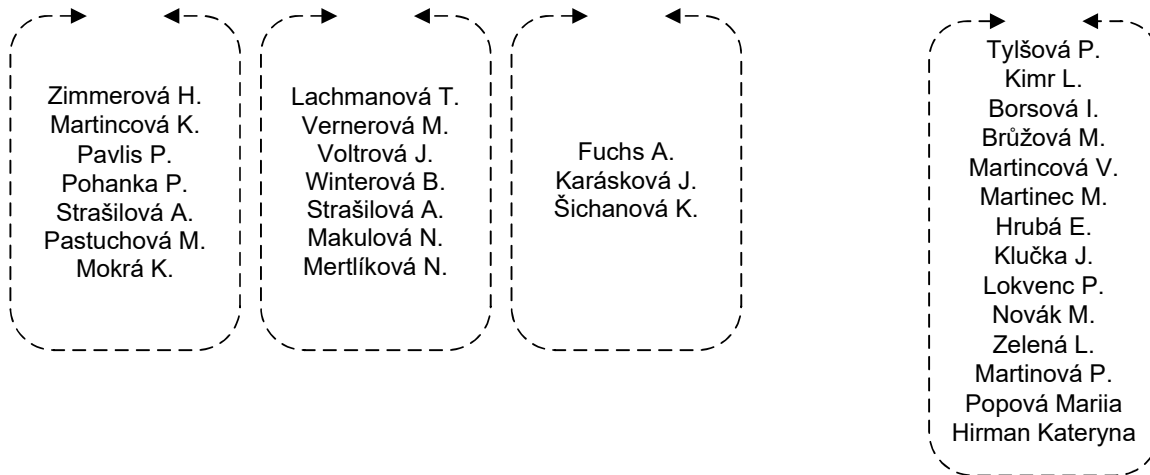 Zimmerová H.
Martincová K.
Pavlis P.
Pohanka P.
Strašilová A.
Pastuchová M.
Mokrá K.
Lachmanová T.
Vernerová M.
Voltrová J.
Winterová B.
Strašilová A.
Makulová N.
Mertlíková N.
Fuchs A.
Karásková J.
Šichanová K.
Tylšová P.
Kimr L.
Borsová I.
Brůžová M.
Martincová V.
Martinec M.
Hrubá E.
Klučka J.
Lokvenc P.
Novák M.
Zelená L.
Martinová P.
Popová Mariia
Hirman Kateryna